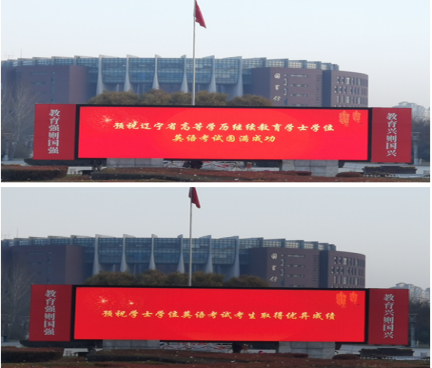 教育强则国强
预祝辽宁省高等学历继续教育学士学位
英语考试圆满成功
教育兴则国兴
教育强则国强
预祝学士学位英语考试考生取得优异成绩
教育兴则国兴